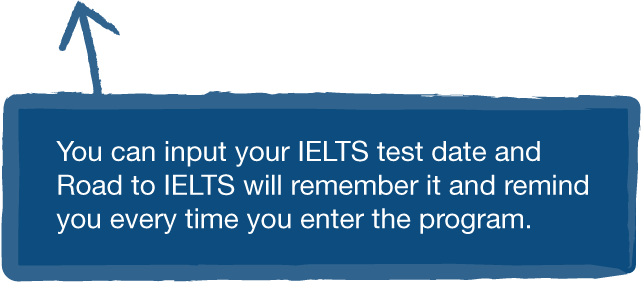 You can input your IELTS test date and
Road to IELTS will remember it and remind
you every time you enter the program.